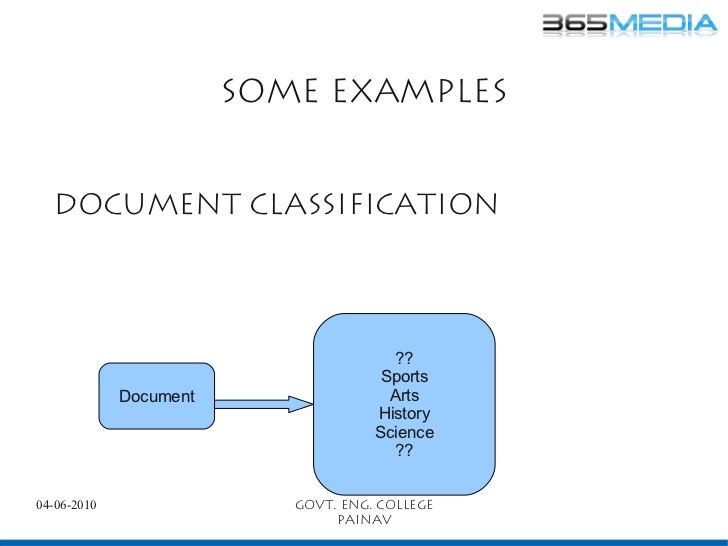 365MEDIA
SOME EXAMPLES
DOCUMENT CLASSIFICATION
Document
??
Sports
Arts
History
Science
??
04-06-2010
GOVT. ENG. COLLEGE
PAINAV